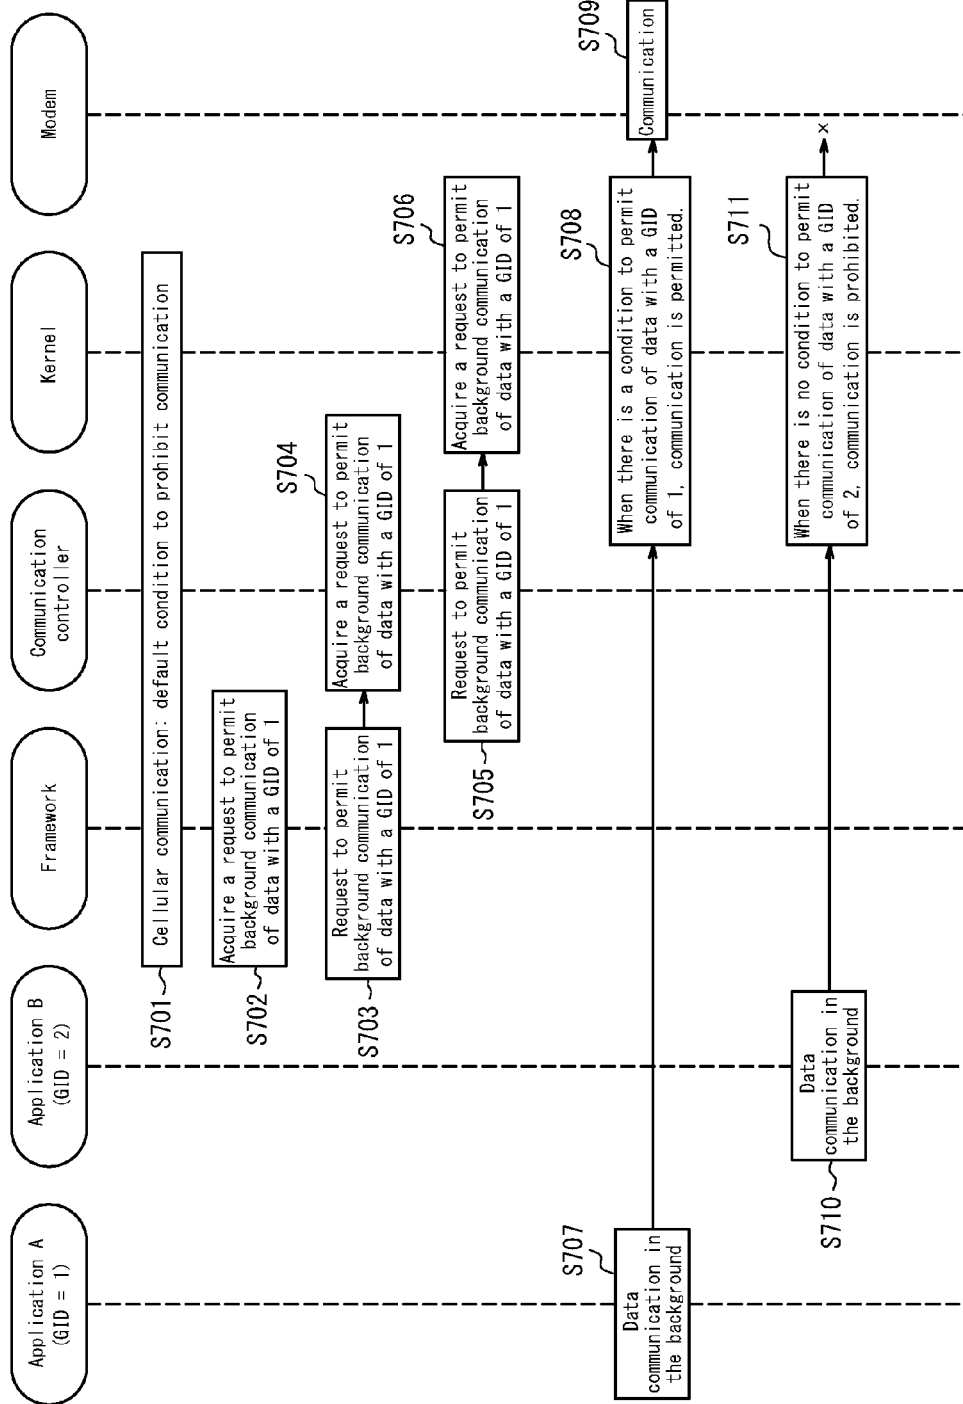 Application A
(GID = 1)
Application B
(GID = 2)
Framework
Communication
controller
Kernel
Modem
S701
Cellular communication: default condition to prohibit communication
S702
Acquire a request to permit
background communication
of data with a GID of 1
S703
Request to permit
background communication
of data with a GID of 1
S704
Acquire a request to permit
background communication
of data with a GID of 1
S705
Request to permit
background communication
of data with a GID of 1
S706
Acquire a request to permit
background communication
of data with a GID of 1
S707
Data
communication in
the background
S708
When there is a condition to permit
communication of data with a GID
of 1, communication is permitted.
S709
Communication
S710
Data
communication in
the background
S711
When there is no condition to permit
communication of data with a GID
of 2, communication is prohibited.
×